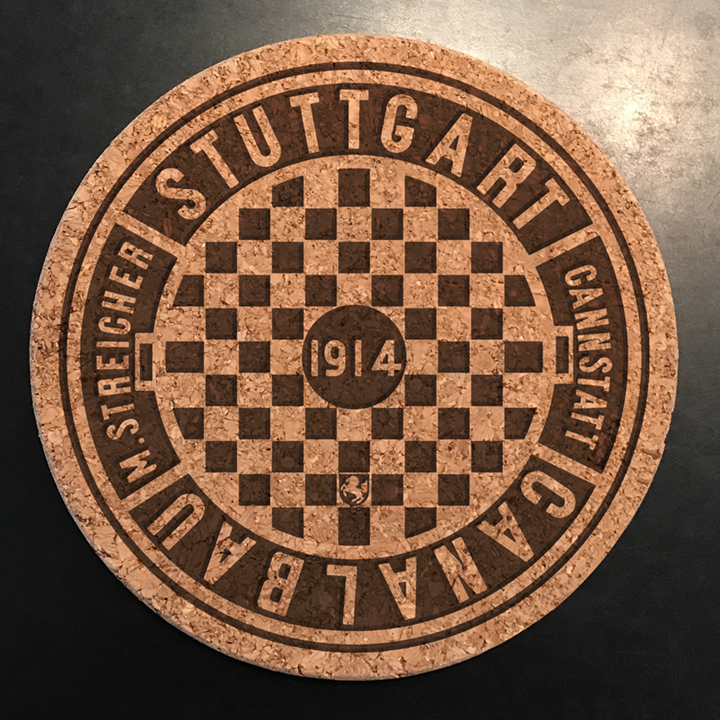 STUTTGART
CANNSTATT
CANALBAU
M.STREICHER
1914